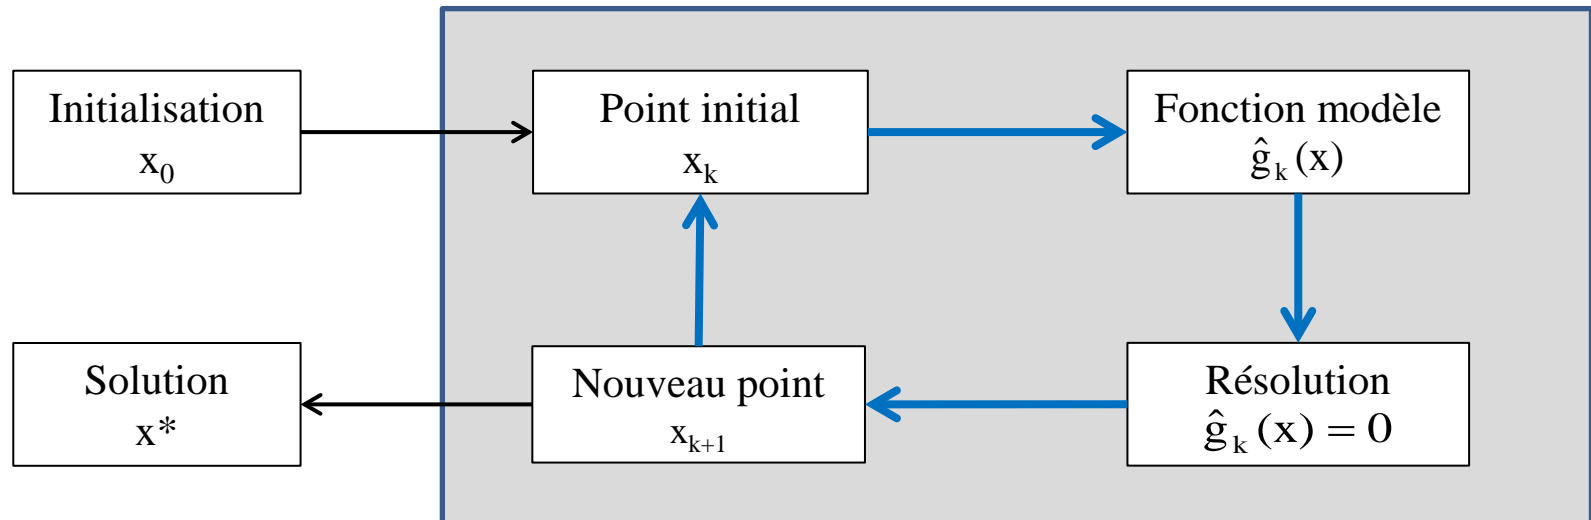 Initialisation
x₀
Point initial
xₖ
Fonction modèle
ĝₖ(x)
Solution
x*
Nouveau point
xₖ₊₁
Résolution
ĝₖ(x) = 0